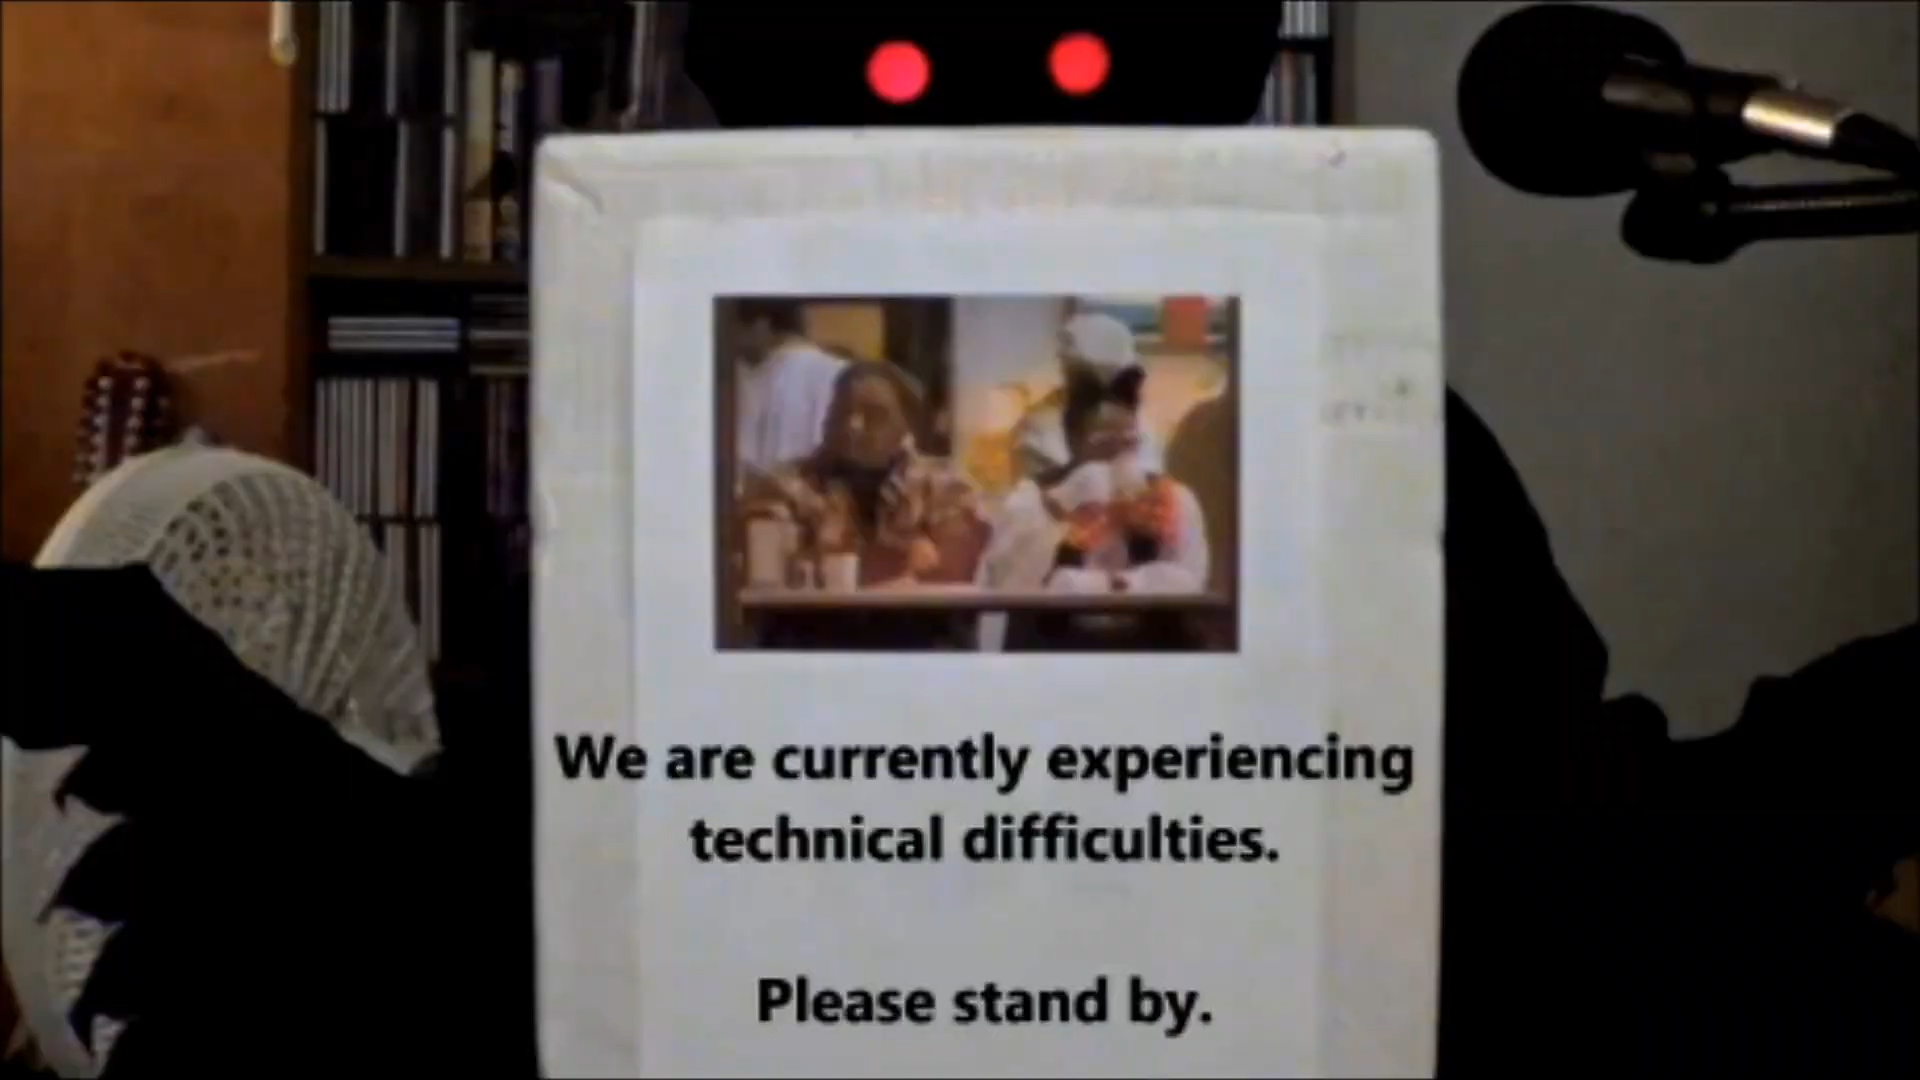 We are currently experiencing
technical difficulties.
Please stand by.